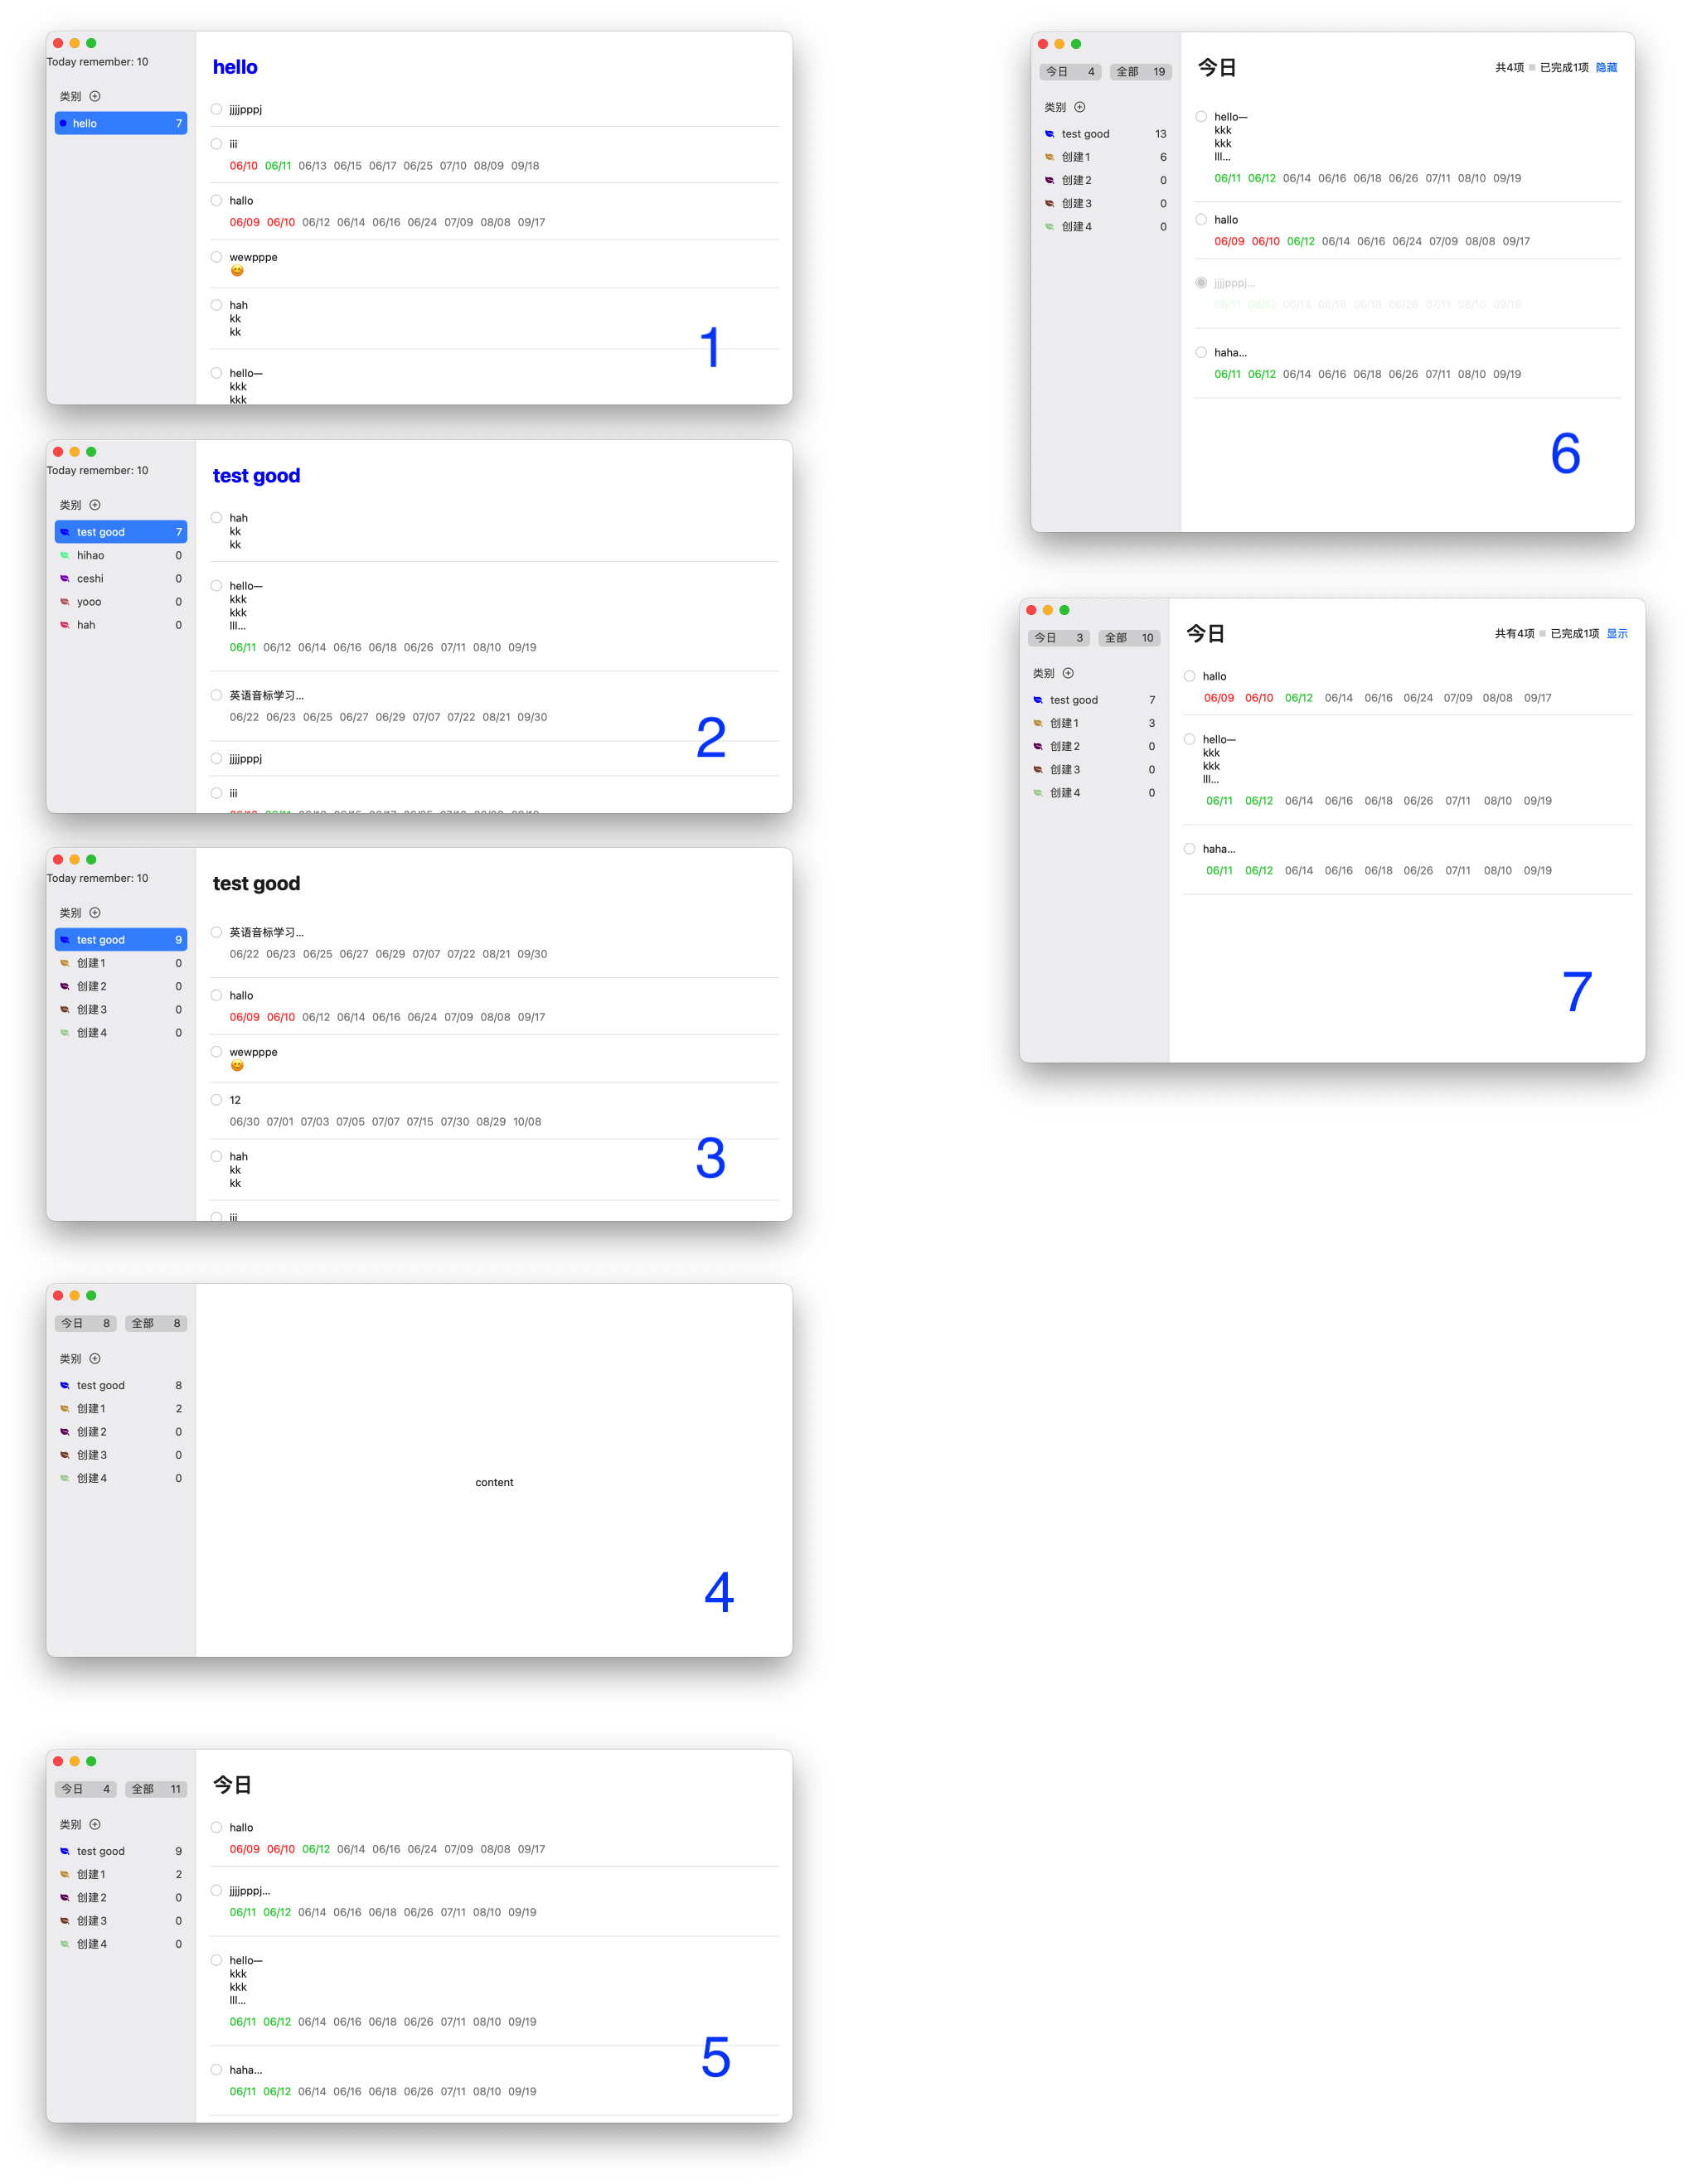 Today remember: 10
类别
hello 7
hello
jjjjpppj
iii
06/10 06/11 06/13 06/15 06/17 06/25 07/10 08/09 09/18
hallo
06/09 06/10 06/12 06/14 06/16 06/24 07/09 08/08 09/17
wewpppe
😊
hah
kk
kk
hello—
kkk
kkk
1
Today remember: 10
类别
test good 7
hihao 0
ceshi 0
yooo 0
hah 0
test good
hah
kk
kk
hello—
kkk
kkk
lll...
06/11 06/12 06/14 06/16 06/18 06/26 07/11 08/10 09/19
英语音标学习...
06/22 06/23 06/25 06/27 06/29 07/07 07/22 08/21 09/30
jjjjpppj
iii
2
Today remember: 10
类别
test good 9
创建1 0
创建2 0
创建3 0
创建4 0
test good
英语音标学习...
06/22 06/23 06/25 06/27 06/29 07/07 07/22 08/21 09/30
hallo
06/09 06/10 06/12 06/14 06/16 06/24 07/09 08/08 09/17
wewpppe
😊
12
06/30 07/01 07/03 07/05 07/07 07/15 07/30 08/29 10/08
hah
kk
kk
iii
3
今日 8 全部 8
类别
test good 8
创建1 2
创建2 0
创建3 0
创建4 0
content
4
今日 4 全部 11
类别
test good 9
创建1 2
创建2 0
创建3 0
创建4 0
今日
hallo
06/09 06/10 06/12 06/14 06/16 06/24 07/09 08/08 09/17
jjjjpppj...
06/11 06/12 06/14 06/16 06/18 06/26 07/11 08/10 09/19
hello—
kkk
kkk
lll...
06/11 06/12 06/14 06/16 06/18 06/26 07/11 08/10 09/19
haha...
06/11 06/12 06/14 06/16 06/18 06/26 07/11 08/10 09/19
5
今日 4 全部 19
类别
test good 13
创建1 6
创建2 0
创建3 0
创建4 0
今日
共4项 已完成1项 隐藏
hello—
kkk
kkk
lll...
06/11 06/12 06/14 06/16 06/18 06/26 07/11 08/10 09/19
hallo
06/09 06/10 06/12 06/14 06/16 06/24 07/09 08/08 09/17
jjjjpppj...
06/11 06/12 06/14 06/16 06/18 06/26 07/11 08/10 09/19
haha...
06/11 06/12 06/14 06/16 06/18 06/26 07/11 08/10 09/19
6
今日 3 全部 10
类别
test good 7
创建1 3
创建2 0
创建3 0
创建4 0
今日
共有4项 已完成1项 显示
hallo
06/09 06/10 06/12 06/14 06/16 06/24 07/09 08/08 09/17
hello—
kkk
kkk
lll...
06/11 06/12 06/14 06/16 06/18 06/26 07/11 08/10 09/19
haha...
06/11 06/12 06/14 06/16 06/18 06/26 07/11 08/10 09/19
7